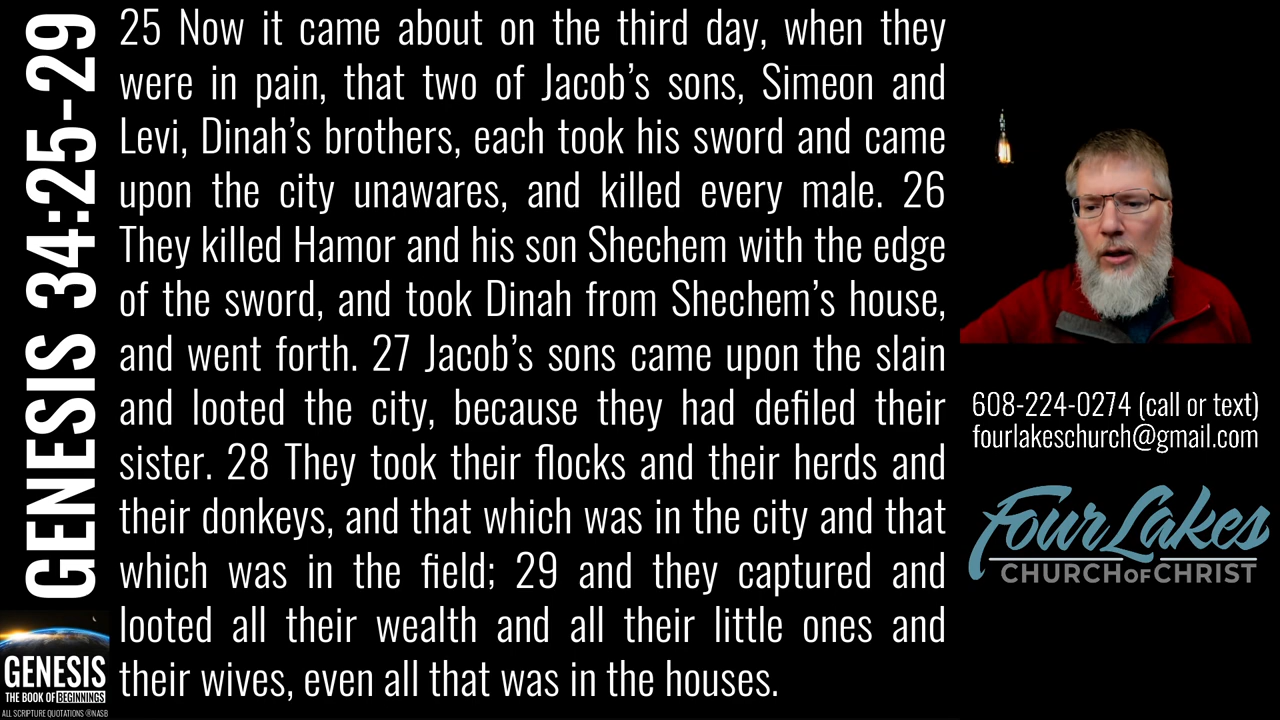 GENESIS 34:25-29
25 Now it came about on the third day, when they
were in pain, that two of Jacob’s sons, Simeon and
Levi, Dinah’s brothers, each took his sword and came
upon the city unawares, and killed every male. 26
They killed Hamor and his son Shechem with the edge
of the sword, and took Dinah from Shechem’s house,
and went forth. 27 Jacob’s sons came upon the slain
and looted the city, because they had defiled their
sister. 28 They took their flocks and their herds and
their donkeys, and that which was in the city and that
which was in the field; 29 and they captured and
looted all their wealth and all their little ones and
their wives, even all that was in the houses.
GENESIS
THE BOOK OF BEGINNINGS
ALL SCRIPTURE QUOTATIONS ®NASB
608-224-0274 (call or text)
fourlakeschurch@gmail.com
Four Lakes
CHURCH OF CHRIST